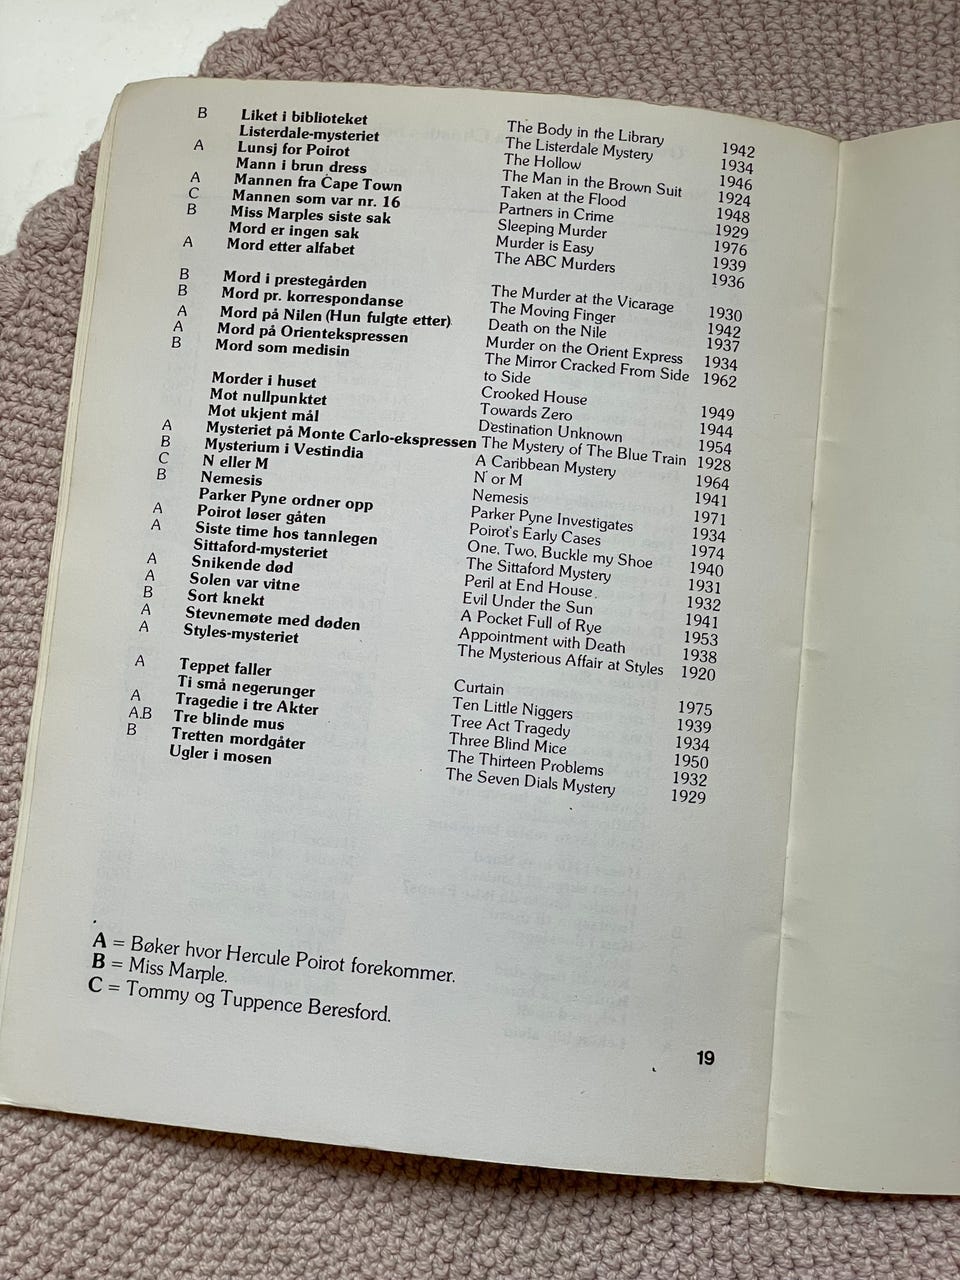 B Liket i biblioteket The Body in the Library 1942
Listerdale-mysteriet The Listerdale Mystery 1934
A Lunsj for Poirot The Hollow 1946
Mann i brun dress The Man in the Brown Suit 1924
A Mannen fra Cape Town Taken at the Flood 1948
C Mannen som var nr. 16 Partners in Crime 1929
B Miss Marples siste sak Sleeping Murder 1976
Mord er ingen sak Murder is Easy 1939
A Mord etter alfabet The ABC Murders 1936
B Mord i prestegården The Murder at the Vicarage 1930
B Mord pr. korrespondanse The Moving Finger 1942
A Mord på Nilen (Hun fulgte etter) Death on the Nile 1937
A Mord på Orientekspressen Murder on the Orient Express 1934
B Mord som medisin The Mirror Cracked From Side 1962
to Side
Morder i huset Crooked House 1949
Mot nullpunktet Towards Zero 1944
Mot ukjent mål Destination Unknown 1954
A Mysteriet på Monte Carlo-ekspressen The Mystery of The Blue Train 1928
B Mysterium i Vestindia A Caribbean Mystery 1964
C N eller M N or M 1941
B Nemesis Nemesis 1971
Parker Pyne ordner opp Parker Pyne Investigates 1934
A Poirot løser gåten Poirot's Early Cases 1974
A Siste time hos tannlegen One, Two, Buckle my Shoe 1940
Sittaford-mysteriet The Sittaford Mystery 1931
A Snikende død Peril at End House 1932
A Solen var vitne Evil Under the Sun 1941
B Sort knekt A Pocket Full of Rye 1953
A Stevnemøte med døden Appointment with Death 1938
A Styles-mysteriet The Mysterious Affair at Styles 1920
A Teppet faller Curtain 1975
Ti små negerunger Ten Little Niggers 1939
A Tragedie i tre Akter Tree Act Tragedy 1934
A.B Tre blinde mus Three Blind Mice 1950
B Tretten mordgåter The Thirteen Problems 1932
Ugler i mosen The Seven Dials Mystery 1929
A = Bøker hvor Hercule Poirot forekommer.
B = Miss Marple.
C = Tommy og Tuppence Beresford.
19